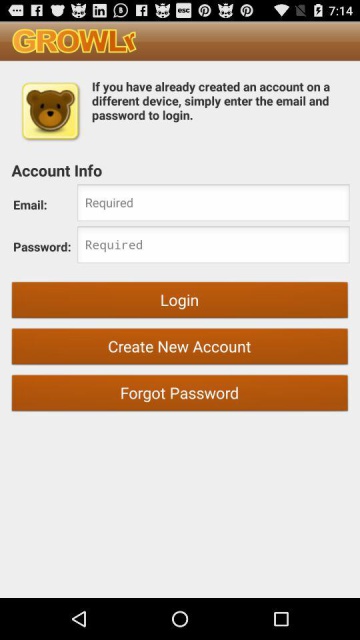 esc 7:14
GROWLr
If you have already created an account on a
different device, simply enter the email and
password to login.
Account Info
Email: Required
Password: Required
Login
Create New Account
Forgot Password